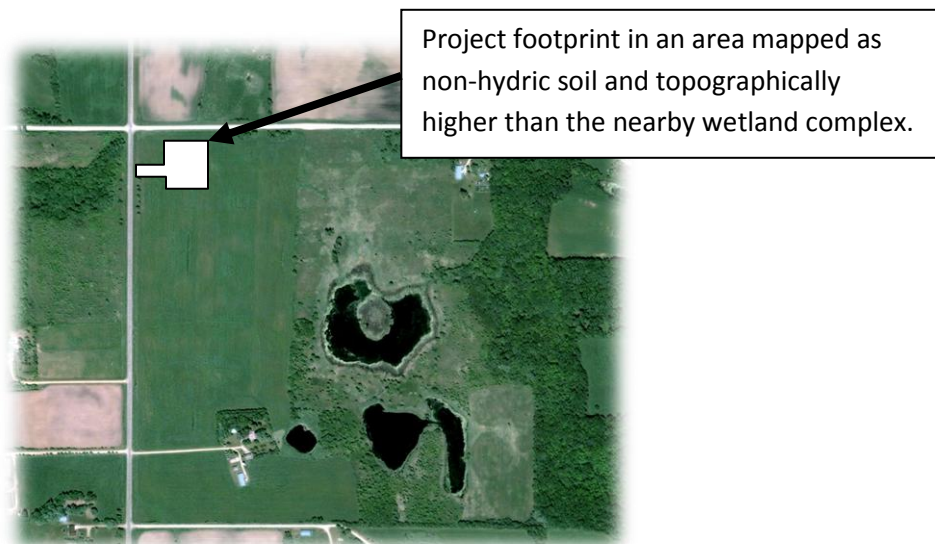 Project footprint in an area mapped as
non-hydric soil and topographically
higher than the nearby wetland complex.